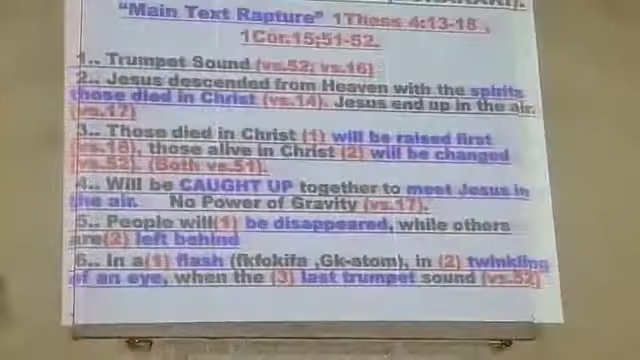 “Main Text Rapture” 1Thess 4:13-18 ,
1Cor.15;51-52.
1.. Trumpet Sound (vs.52; vs.16)
2.. Jesus descended from Heaven with the spirits
those died in Christ (vs.14). Jesus end up in the air.
(vs.17)
3.. Those died in Christ (1) will be raised first
(vs.16), those alive in Christ (2) will be changed
(vs.52). (Both vs.51).
4.. Will be CAUGHT UP together to meet Jesus in
the air. No Power of Gravity (vs.17).
5.. People will(1) be disappeared, while others
are(2) left behind
6.. In a(1) flash (fkfokifa ,Gk-atom), in (2) twinkling
of an eye, when the (3) last trumpet sound (vs.52)